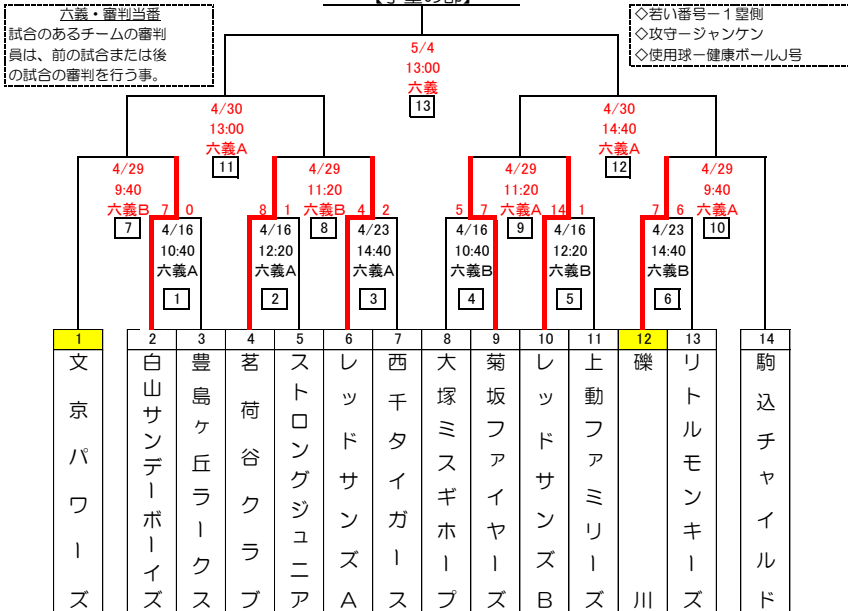 六義・審判当番
試合のあるチームの審判
員は、前の試合または後
の試合の審判を行う事。
◇若い番号－1塁側
◇攻守－ジャンケン
◇使用球－健康ボールJ号
5/4
13:00
六義
13
4/30
13:00
六義A
11
4/30
14:40
六義A
12
4/29
9:40
六義B
7
4/29
11:20
六義B
8
4/29
11:20
六義A
9
4/29
9:40
六義A
10
7 0
4/16
10:40
六義A
1
8 1
4/16
12:20
六義A
2
4 2
4/23
14:40
六義A
3
5 7
4/16
10:40
六義B
4
14 1
4/16
12:20
六義B
5
7 6
4/23
14:40
六義B
6
1
文京パワーズ
2
白山サンデーボーイズ
3
豊島ヶ丘ラークス
4
茗荷谷クラブ
5
ストロングジュニア
6
レッドサンズA
7
西千タイガース
8
大塚ミスギホープ
9
菊坂ファイヤーズ
10
レッドサンズB
11
上動ファミリーズ
12
礫川
13
リトルモンキーズ
14
駒込チャイルド